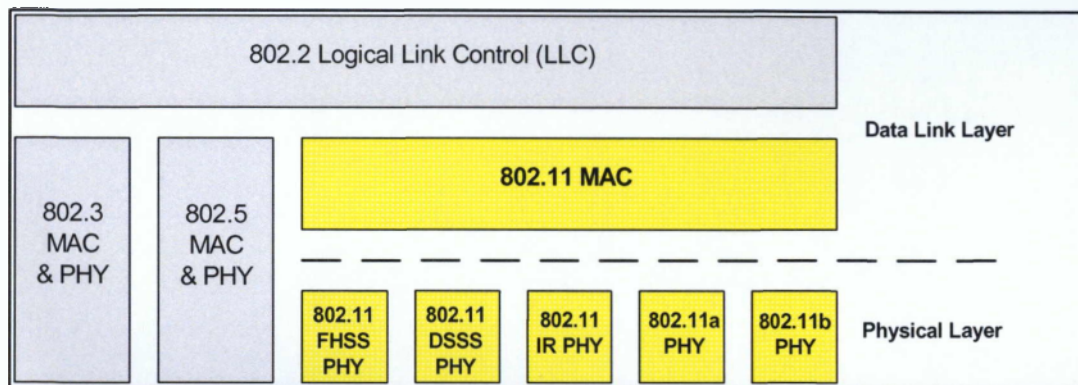 802.2 Logical Link Control (LLC)
Data Link Layer
802.3
MAC
& PHY
802.5
MAC
& PHY
802.11 MAC
802.11
FHSS
PHY
802.11
DSSS
PHY
802.11
IR PHY
802.11a
PHY
802.11b
PHY
Physical Layer